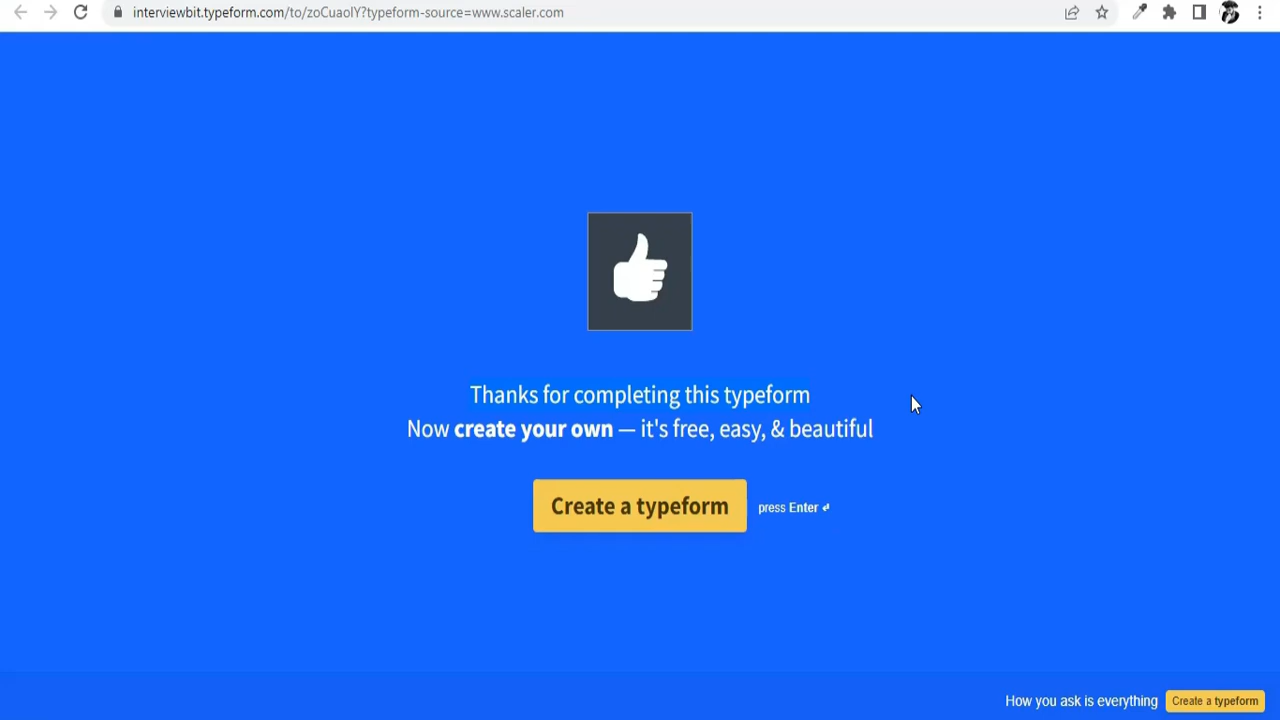 interviewbit.typeform.com/to/zoCuaolY?typeform-source=www.scaler.com
Thanks for completing this typeform
Now create your own — it's free, easy, & beautiful
Create a typeform
press Enter ↵
How you ask is everything
Create a typeform